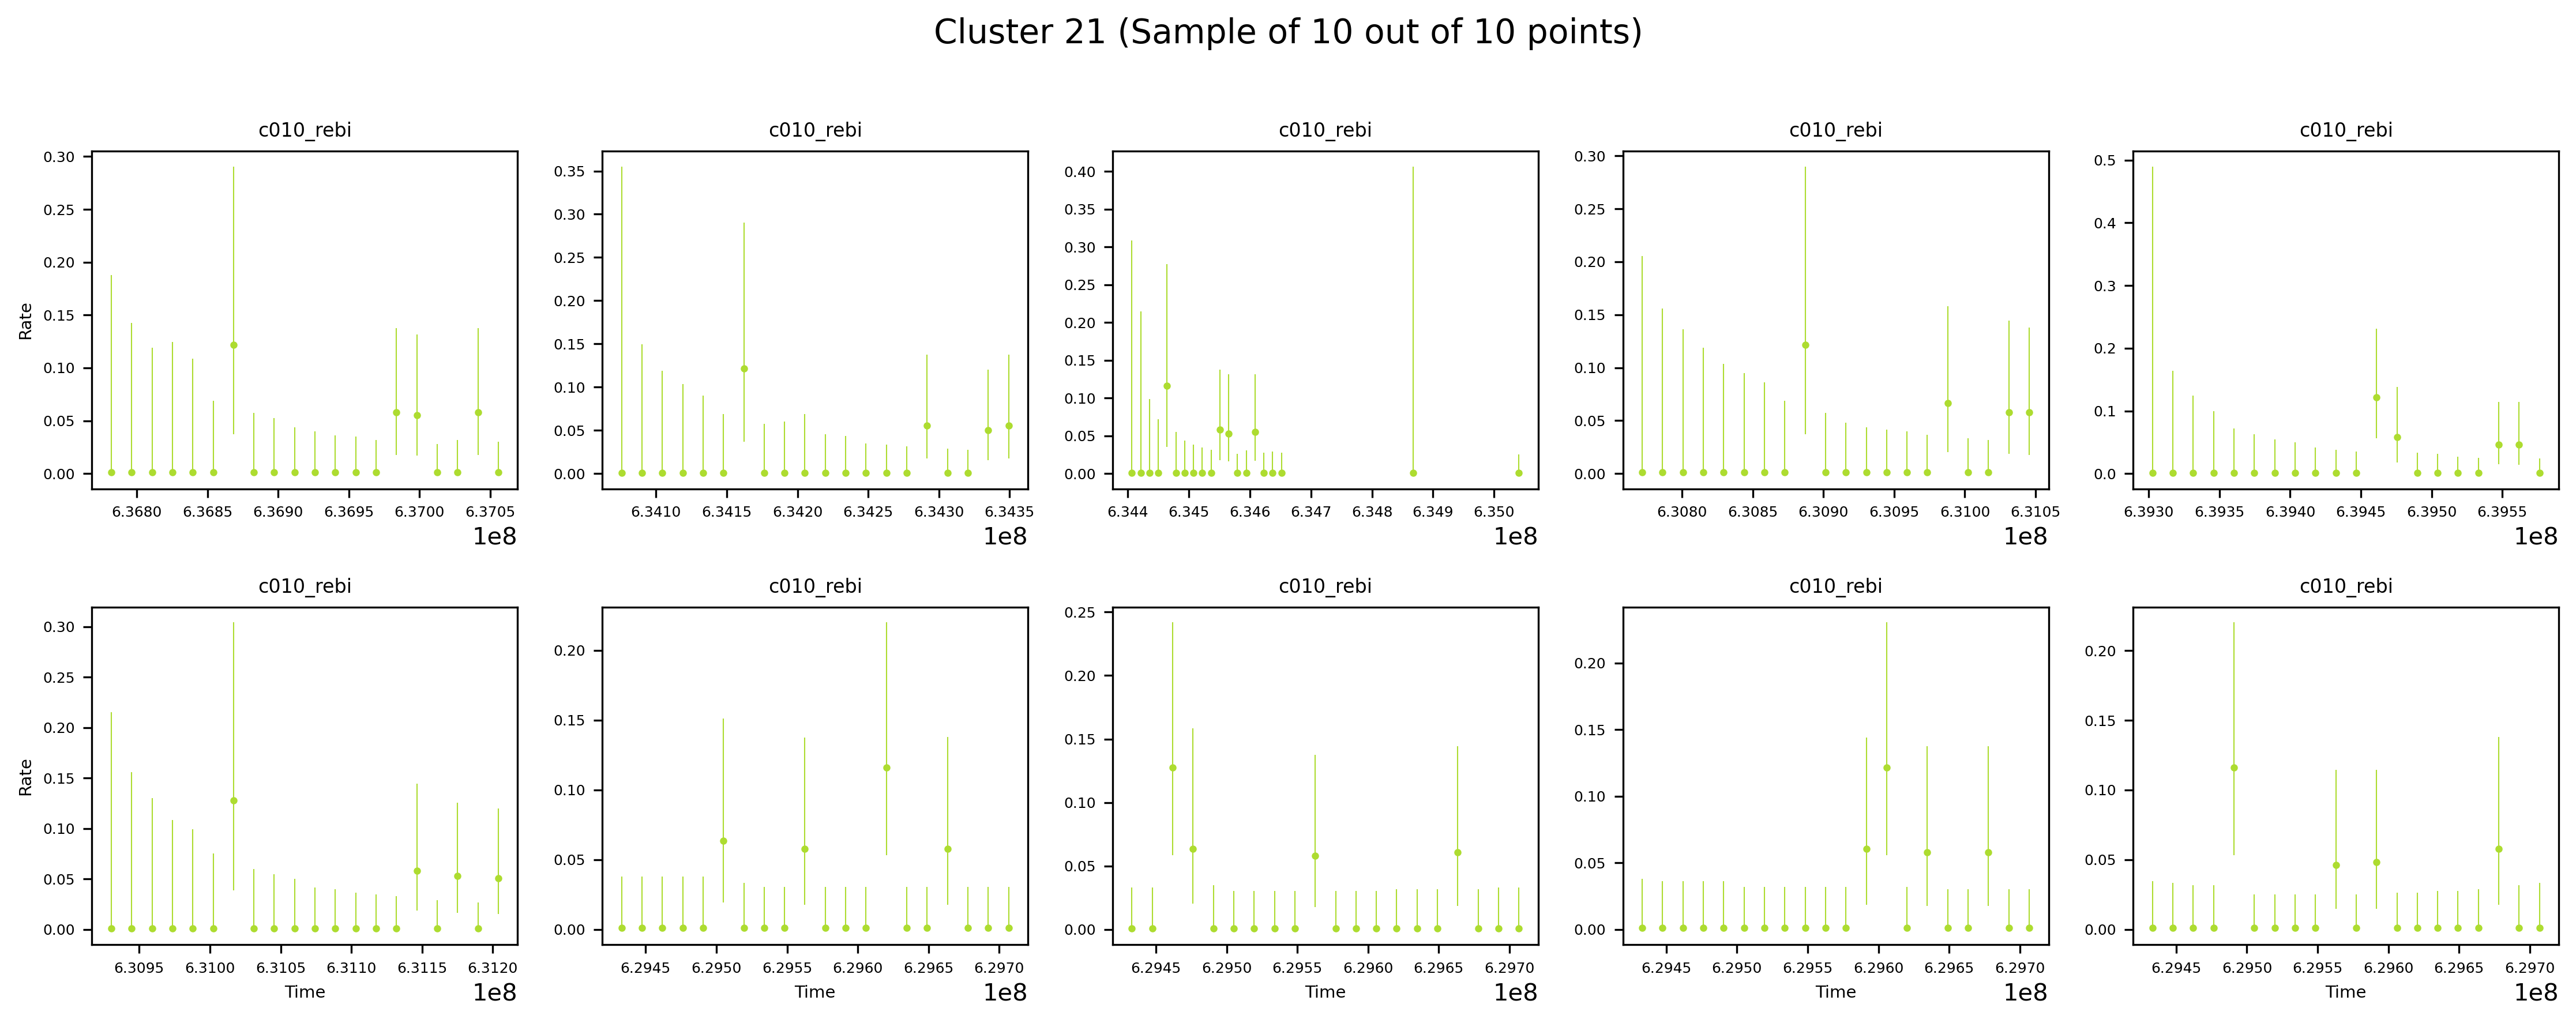 Cluster 21 (Sample of 10 out of 10 points)
c010_rebi c010_rebi c010_rebi c010_rebi c010_rebi
Rate
0.30 0.25 0.20 0.15 0.10 0.05 0.00
6.3680 6.3685 6.3690 6.3695 6.3700 6.3705
1e8
0.35 0.30 0.25 0.20 0.15 0.10 0.05 0.00
6.3410 6.3415 6.3420 6.3425 6.3430 6.3435
1e8
0.40 0.35 0.30 0.25 0.20 0.15 0.10 0.05 0.00
6.344 6.345 6.346 6.347 6.348 6.349 6.350
1e8
0.30 0.25 0.20 0.15 0.10 0.05 0.00
6.3080 6.3085 6.3090 6.3095 6.3100 6.3105
1e8
0.5 0.4 0.3 0.2 0.1 0.0
6.3930 6.3935 6.3940 6.3945 6.3950 6.3955
1e8
c010_rebi c010_rebi c010_rebi c010_rebi c010_rebi
Rate
0.30 0.25 0.20 0.15 0.10 0.05 0.00
6.3095 6.3100 6.3105 6.3110 6.3115 6.3120
Time
1e8
0.20 0.15 0.10 0.05 0.00
6.2945 6.2950 6.2955 6.2960 6.2965 6.2970
Time
1e8
0.25 0.20 0.15 0.10 0.05 0.00
6.2945 6.2950 6.2955 6.2960 6.2965 6.2970
Time
1e8
0.20 0.15 0.10 0.05 0.00
6.2945 6.2950 6.2955 6.2960 6.2965 6.2970
Time
1e8
0.20 0.15 0.10 0.05 0.00
6.2945 6.2950 6.2955 6.2960 6.2965 6.2970
Time
1e8